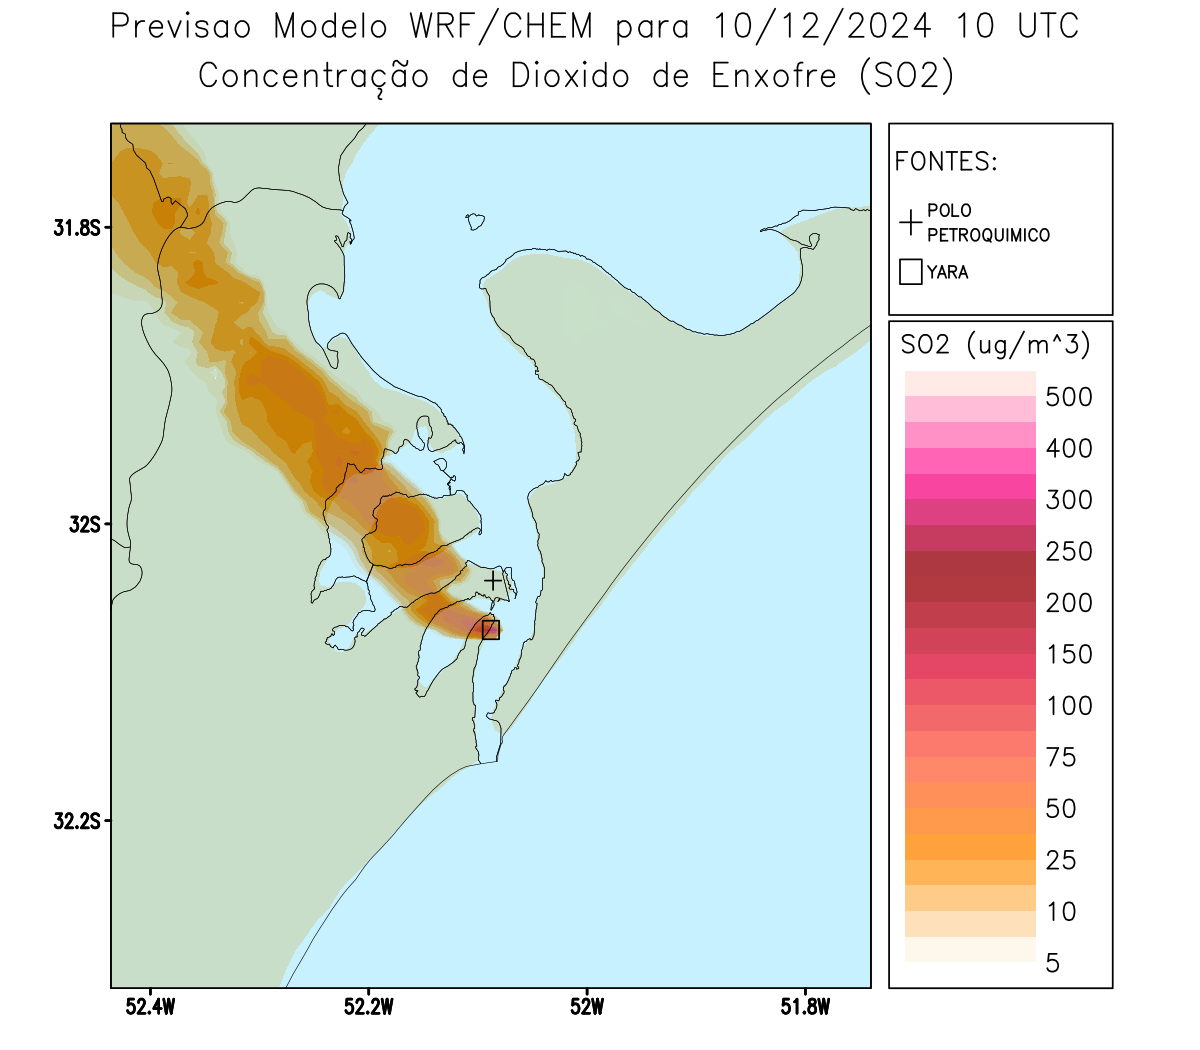 Previsao Modelo WRF/CHEM para 10/12/2024 10 UTC
Concentração de Dioxido de Enxofre (SO2)
FONTES:
POLO
PETROQUIMICO
YARA
SO2 (ug/m^3)
500
400
300
250
200
150
100
75
50
25
10
5
31.8S
32S
32.2S
52.4W
52.2W
52W
51.8W